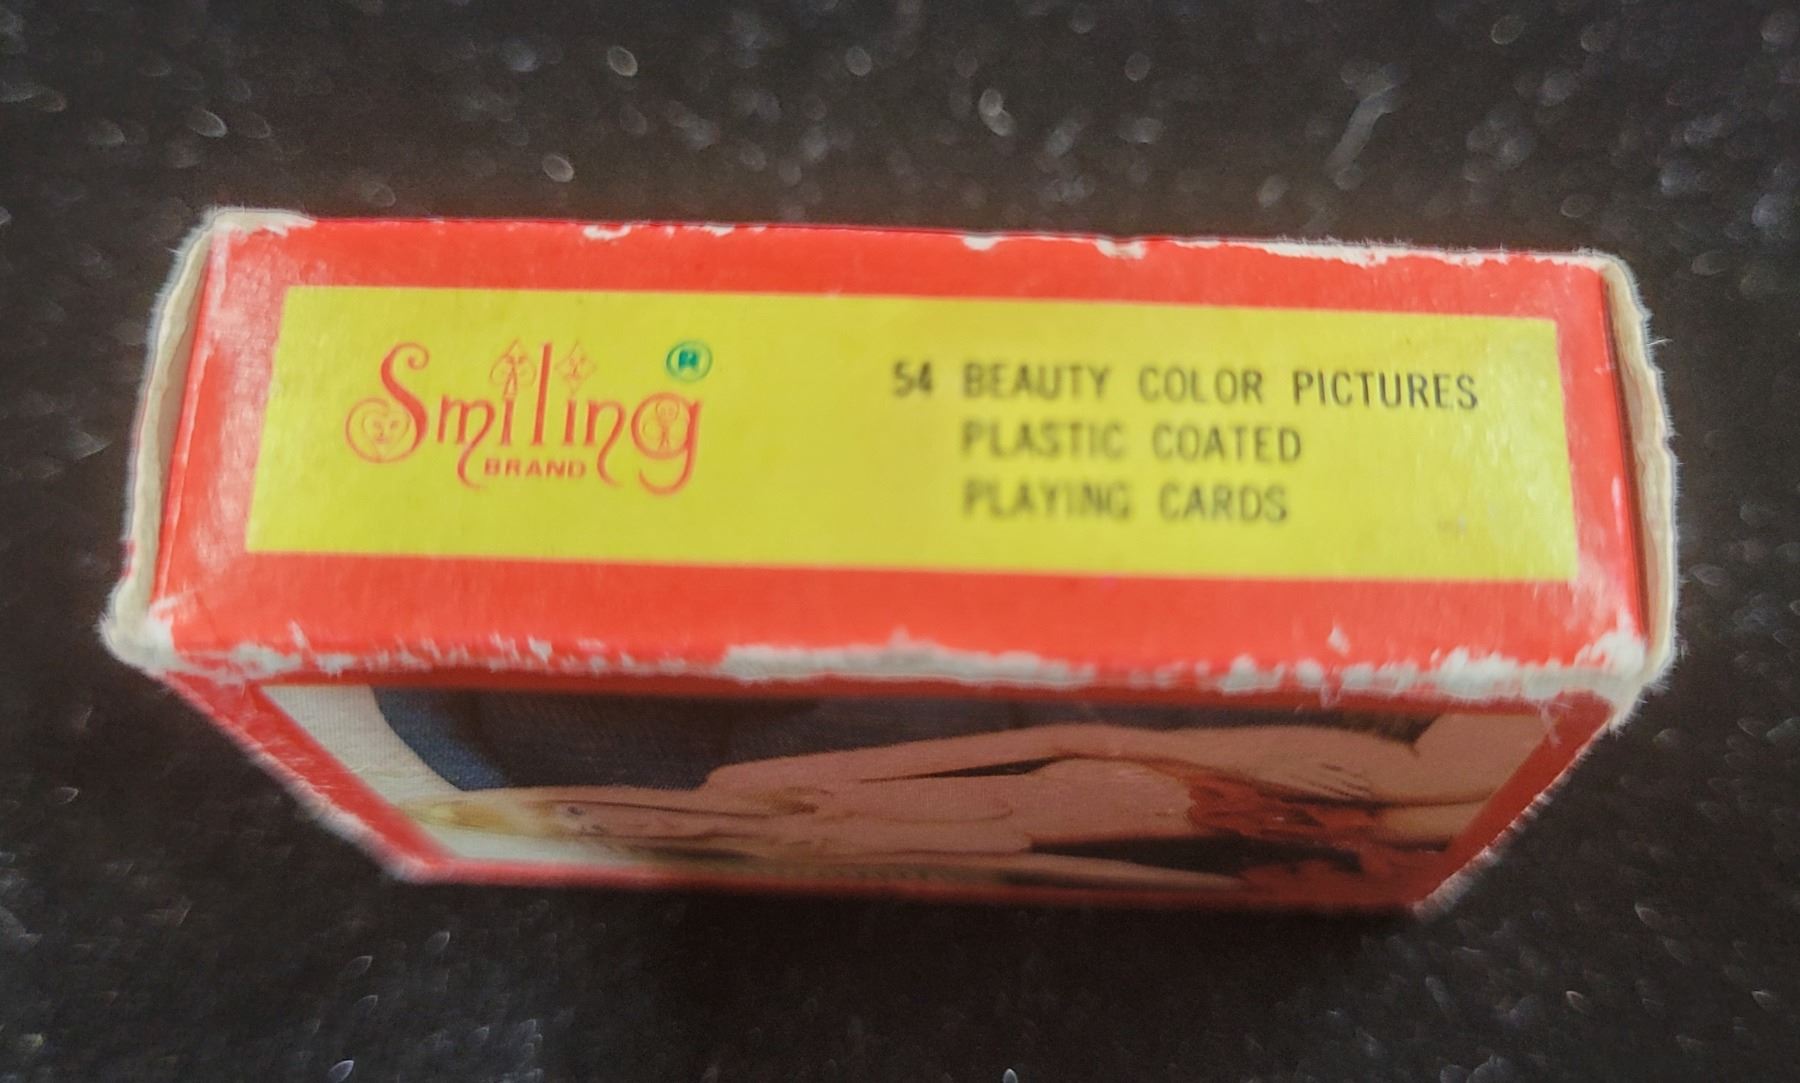 Smiling ®
BRAND
54 BEAUTY COLOR PICTURES
PLASTIC COATED
PLAYING CARDS